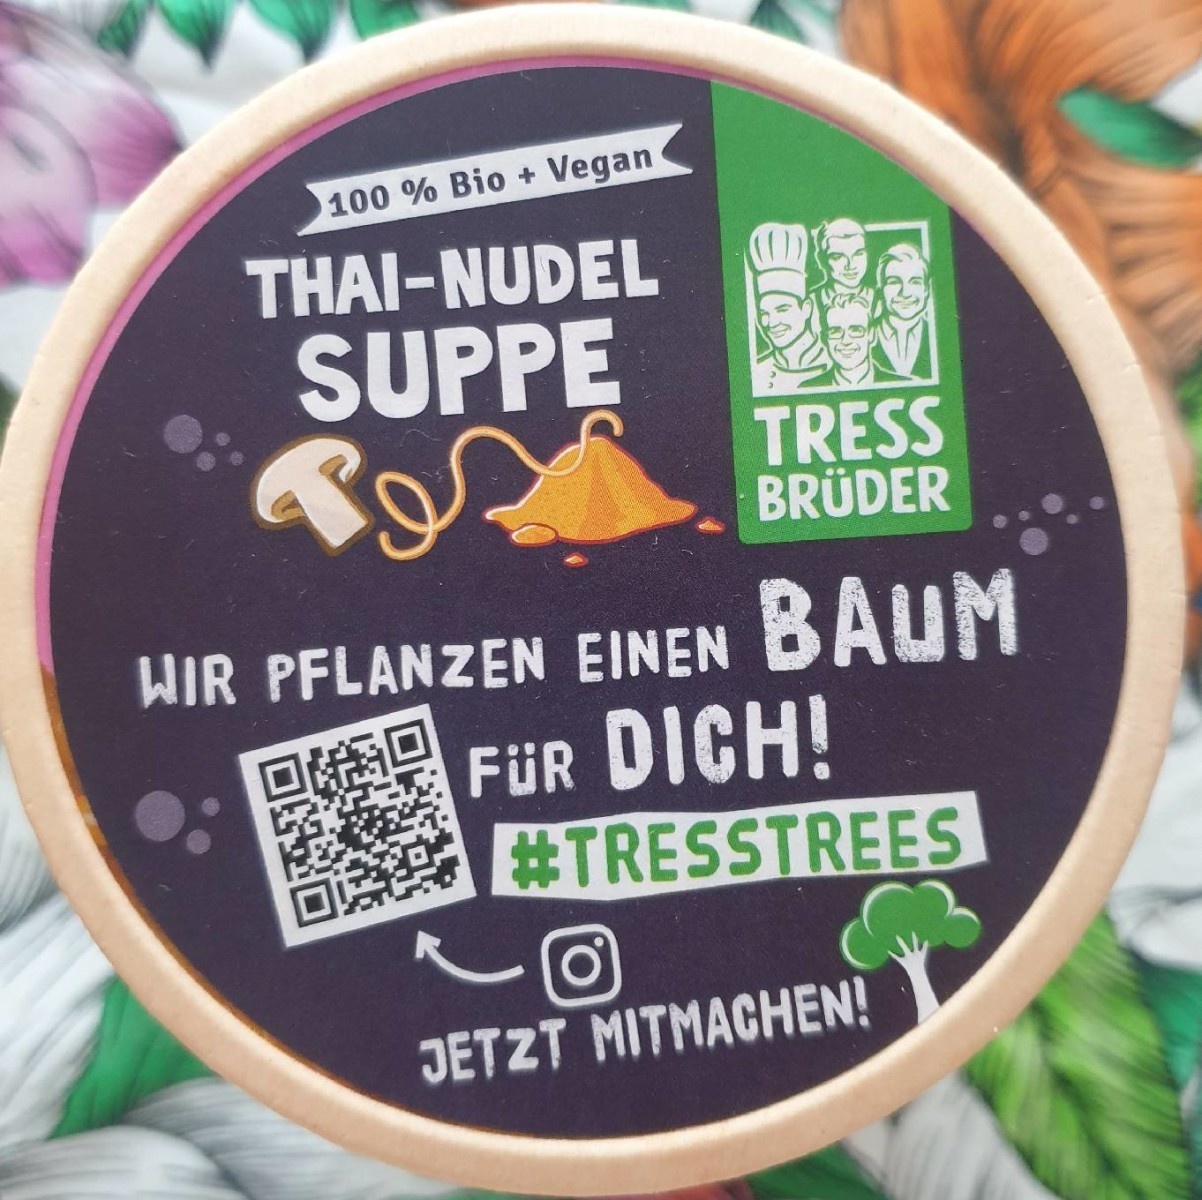 100 % Bio + Vegan
THAI-NUDEL
SUPPE
TRESS
BRÜDER
WIR PFLANZEN EINEN BAUM
FÜR DICH!
#TRESSTREES
JETZT MITMACHEN!